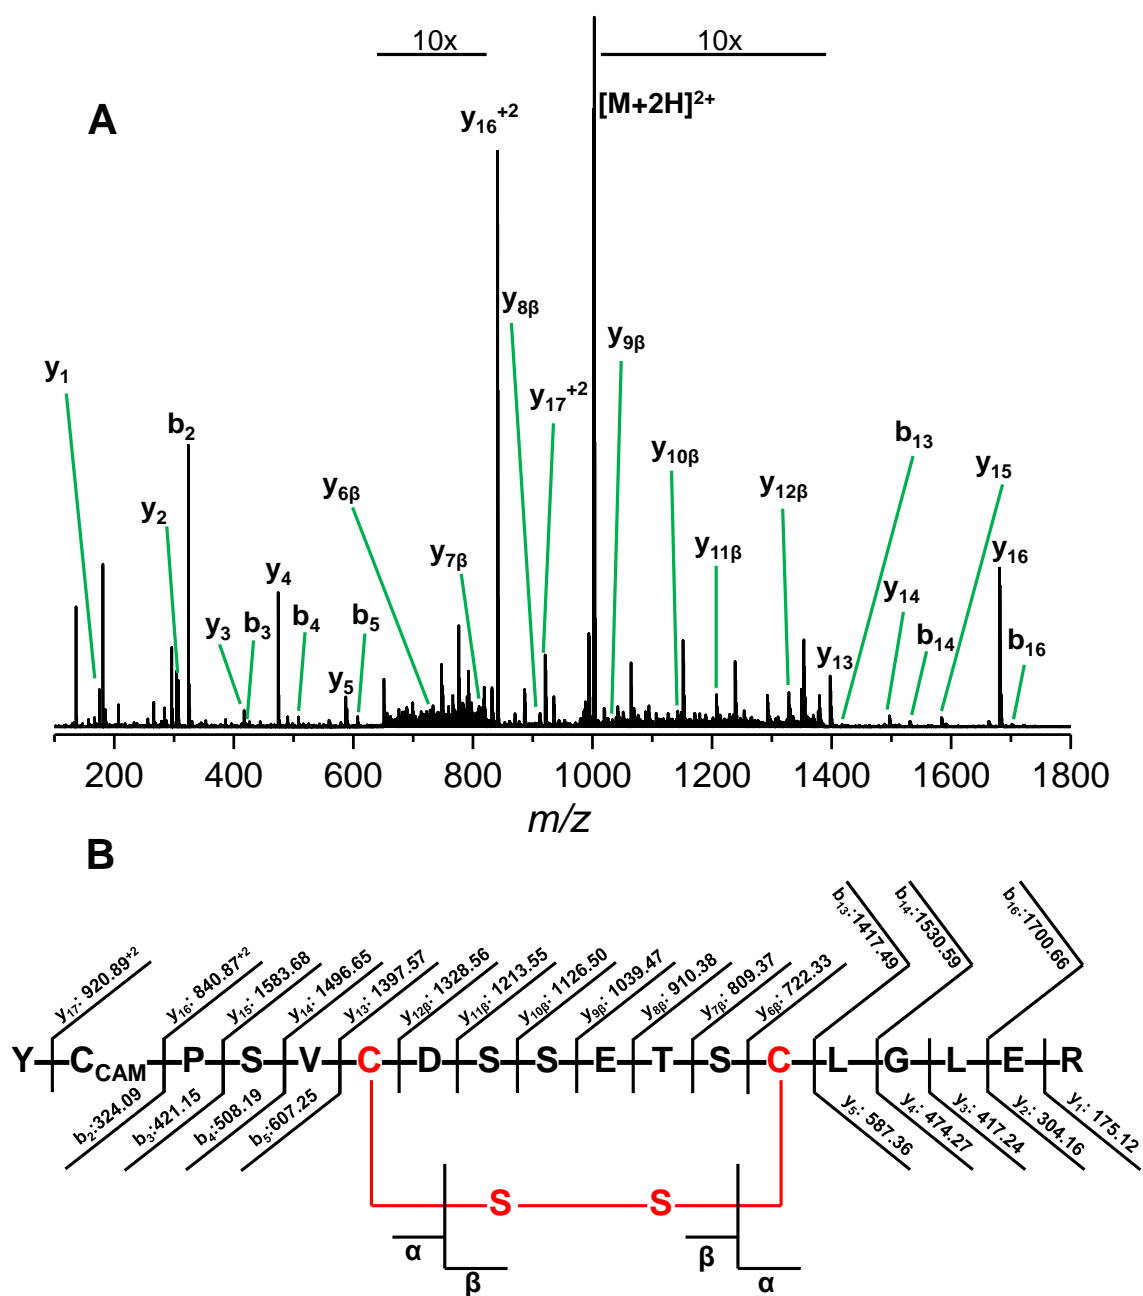 10x 10x
A
[M+2H]²⁺
y₁₆⁺²
y₈β
y₉β
y₁
y₁₇⁺²
b₂
b₁₃
y₁₀β
y₁₅
y₆β
y₁₂β
y₂
y₁₁β
y₇β
y₁₆
y₄
y₁₄
y₃
b₃
b₄
b₅
b₁₄
b₁₆
y₁₃
y₅
200 400 600 800 1000 1200 1400 1600 1800
m/z
B
y₁₇: 920.89⁺²
y₁₆: 840.87⁺²
y₁₅: 1583.68
y₁₄: 1496.65
y₁₃: 1397.57
y₁₂β: 1328.56
y₁₁β: 1213.55
y₁₀β: 1126.50
y₉β: 1039.47
y₈β: 910.38
y₇β: 809.37
y₆β: 722.33
b₁₃:1417.49
b₁₄:1530.59
b₁₆:1700.66
Y C_CAM P S V C D S S E T S C L G L E R
b₂:324.09
b₃:421.15
b₄:508.19
b₅:607.25
y₅: 587.36
y₄: 474.27
y₃: 417.24
y₂: 304.16
y₁: 175.12
S S
α β
β α